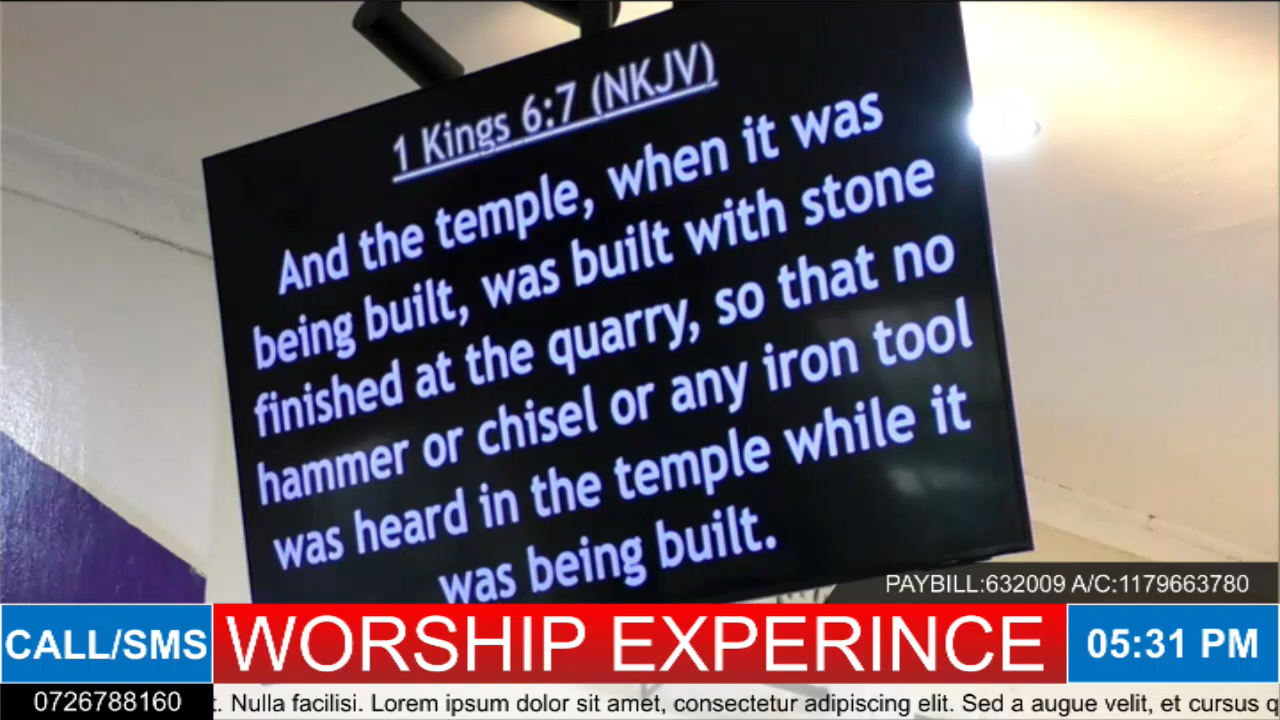 1 Kings 6:7 (NKJV)
And the temple, when it was
being built, was built with stone
finished at the quarry, so that no
hammer or chisel or any iron tool
was heard in the temple while it
was being built.
PAYBILL:632009 A/C:1179663780
CALL/SMS
WORSHIP EXPERINCE
05:31 PM
0726788160
. Nulla facilisi. Lorem ipsum dolor sit amet, consectetur adipiscing elit. Sed a augue velit, et cursus